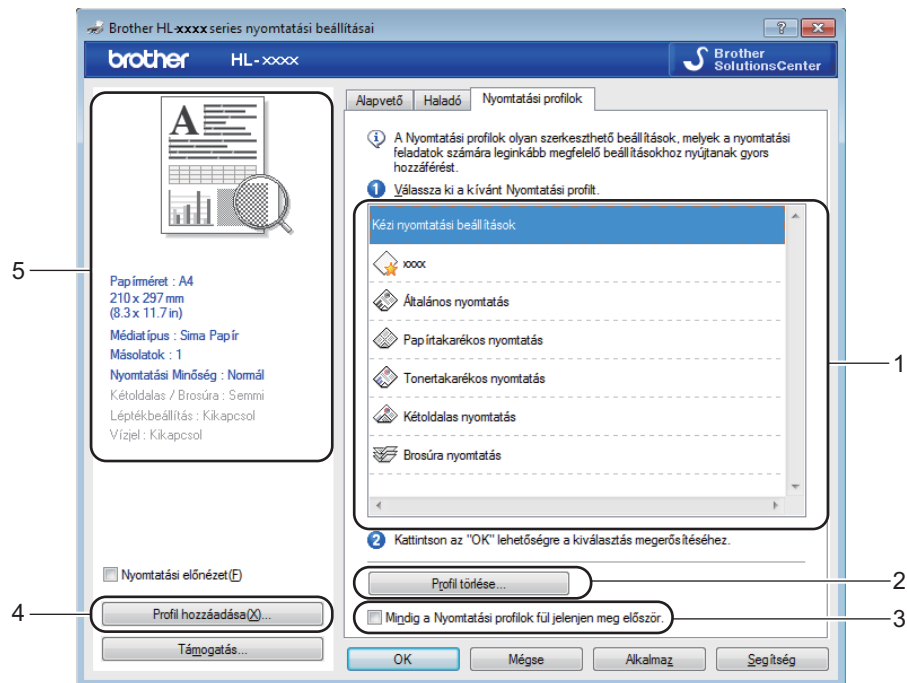 Brother HL-xxxx series nyomtatási beállításai
brother HL-xxxx
Brother
SolutionsCenter
Alapvető Haladó Nyomtatási profilok
A Nyomtatási profilok olyan szerkeszthető beállítások, melyek a nyomtatási
feladatok számára leginkább megfelelő beállításokhoz nyújtanak gyors
hozzáférést.
1 Válassza ki a kívánt Nyomtatási profilt.
Kézi nyomtatási beállítások
xxxx
Általános nyomtatás
Papírtakarékos nyomtatás
Tonertakarékos nyomtatás
Kétoldalas nyomtatás
Brosúra nyomtatás
1
2 Kattintson az "OK" lehetőségre a kiválasztás megerősítéséhez.
Profil törlése...
2
Mindig a Nyomtatási profilok fül jelenjen meg először.
3
A
5
Papírméret : A4
210 x 297 mm
(8.3 x 11.7 in)
Médiatípus : Sima Papír
Másolatok : 1
Nyomtatási Minőség : Normál
Kétoldalas / Brosúra : Semmi
Léptékbeállítás : Kikapcsol
Vízjel : Kikapcsol
Nyomtatási előnézet(F)
4
Profil hozzáadása(X)...
Támogatás...
OK Mégse Alkalmaz Segítség